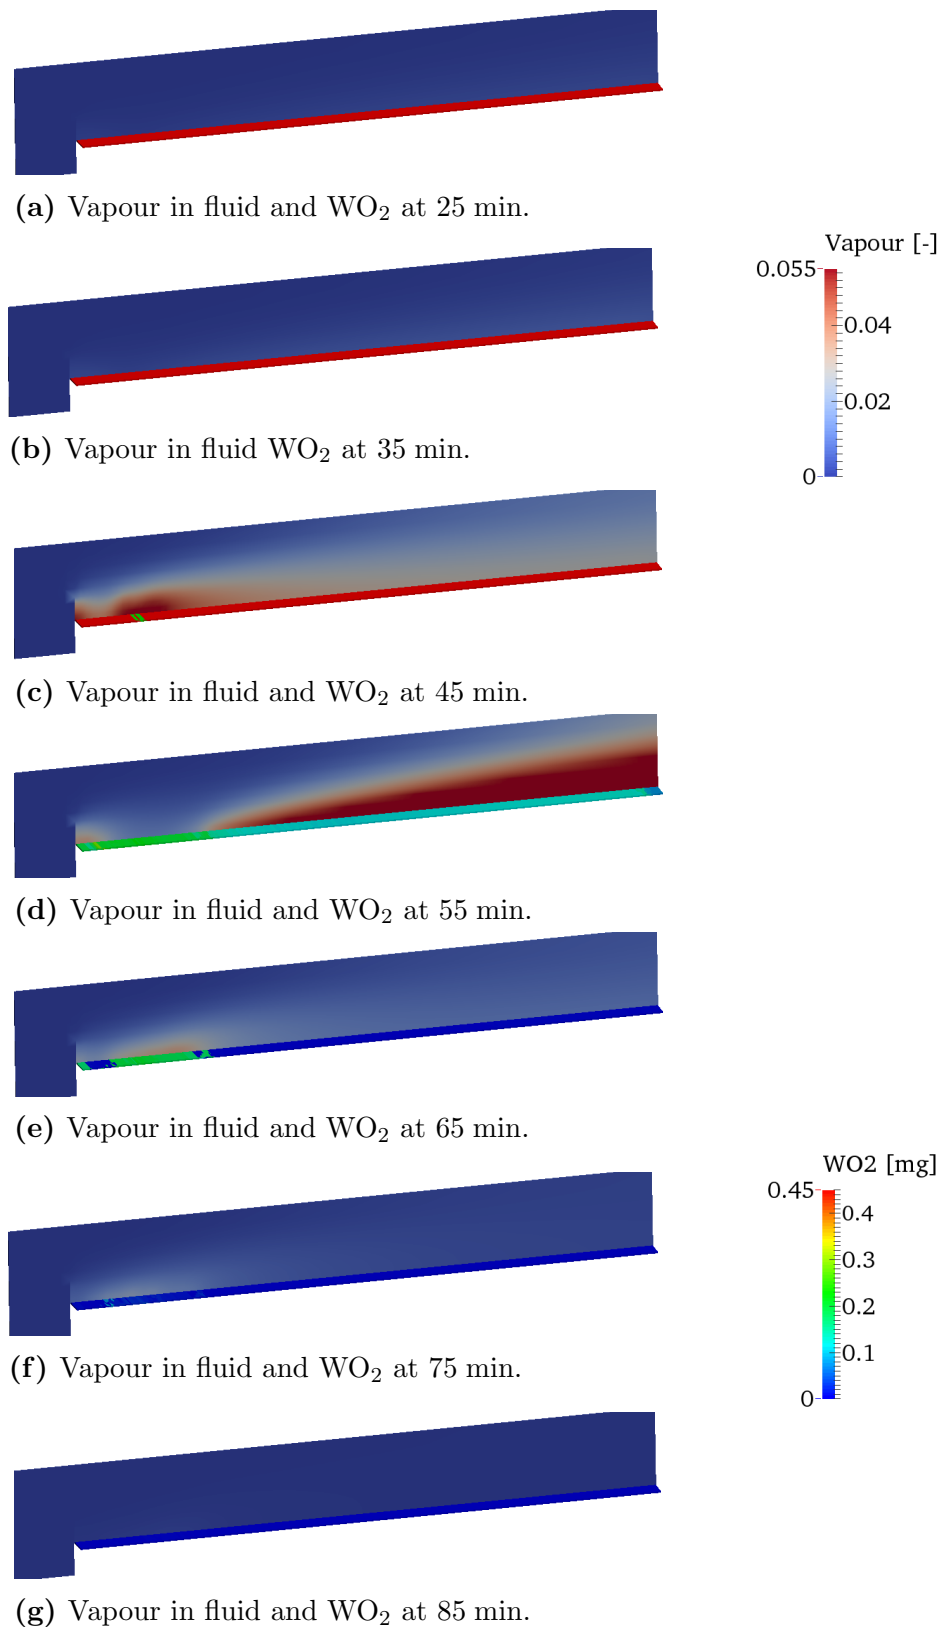 (a) Vapour in fluid and WO₂ at 25 min.
Vapour [-]
0.055
0.04
0.02
0
(b) Vapour in fluid WO₂ at 35 min.
(c) Vapour in fluid and WO₂ at 45 min.
(d) Vapour in fluid and WO₂ at 55 min.
(e) Vapour in fluid and WO₂ at 65 min.
WO2 [mg]
0.45
0.4
0.3
0.2
0.1
0
(f) Vapour in fluid and WO₂ at 75 min.
(g) Vapour in fluid and WO₂ at 85 min.